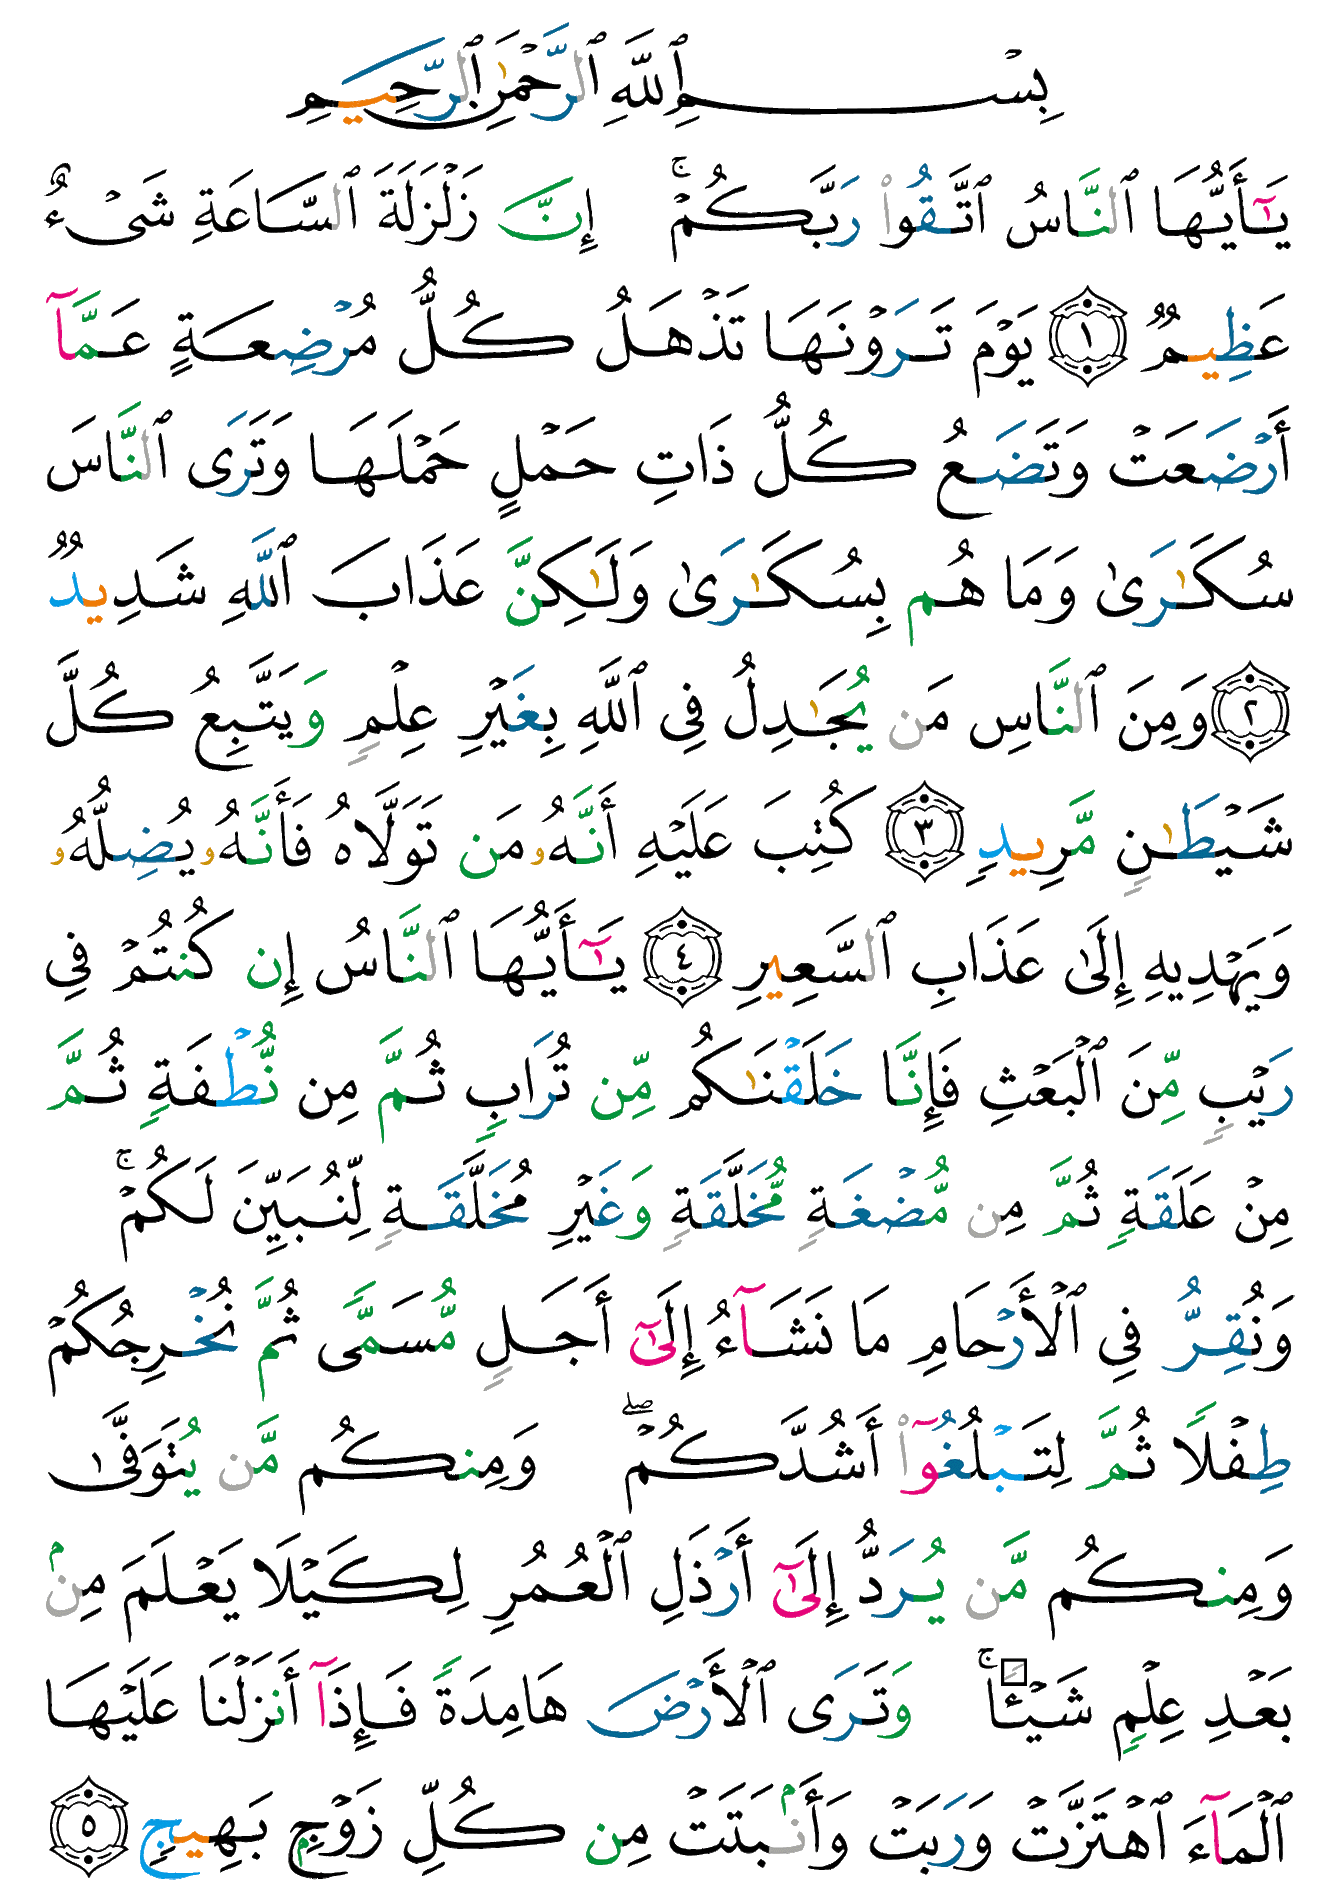 بِسْمِ ٱللَّهِ ٱلرَّحْمَٰنِ ٱلرَّحِيمِ
يَٰٓأَيُّهَا ٱلنَّاسُ ٱتَّقُوا۟ رَبَّكُمْ ۚ إِنَّ زَلْزَلَةَ ٱلسَّاعَةِ شَىْءٌ
عَظِيمٌ ١ يَوْمَ تَرَوْنَهَا تَذْهَلُ كُلُّ مُرْضِعَةٍ عَمَّآ
أَرْضَعَتْ وَتَضَعُ كُلُّ ذَاتِ حَمْلٍ حَمْلَهَا وَتَرَى ٱلنَّاسَ
سُكَٰرَىٰ وَمَا هُم بِسُكَٰرَىٰ وَلَٰكِنَّ عَذَابَ ٱللَّهِ شَدِيدٌ
٢ وَمِنَ ٱلنَّاسِ مَن يُجَٰدِلُ فِى ٱللَّهِ بِغَيْرِ عِلْمٍ وَيَتَّبِعُ كُلَّ
شَيْطَٰنٍ مَّرِيدٍ ٣ كُتِبَ عَلَيْهِ أَنَّهُۥ مَن تَوَلَّاهُ فَأَنَّهُۥ يُضِلُّهُۥ
وَيَهْدِيهِ إِلَىٰ عَذَابِ ٱلسَّعِيرِ ٤ يَٰٓأَيُّهَا ٱلنَّاسُ إِن كُنتُمْ فِى
رَيْبٍ مِّنَ ٱلْبَعْثِ فَإِنَّا خَلَقْنَٰكُم مِّن تُرَابٍ ثُمَّ مِن نُّطْفَةٍ ثُمَّ
مِنْ عَلَقَةٍ ثُمَّ مِن مُّضْغَةٍ مُّخَلَّقَةٍ وَغَيْرِ مُخَلَّقَةٍ لِّنُبَيِّنَ لَكُمْ ۚ
وَنُقِرُّ فِى ٱلْأَرْحَامِ مَا نَشَآءُ إِلَىٰٓ أَجَلٍ مُّسَمًّى ثُمَّ نُخْرِجُكُمْ
طِفْلًا ثُمَّ لِتَبْلُغُوٓا۟ أَشُدَّكُمْ ۖ وَمِنكُم مَّن يُتَوَفَّىٰ
وَمِنكُم مَّن يُرَدُّ إِلَىٰٓ أَرْذَلِ ٱلْعُمُرِ لِكَيْلَا يَعْلَمَ مِنۢ
بَعْدِ عِلْمٍ شَيْـًٔا ۚ وَتَرَى ٱلْأَرْضَ هَامِدَةً فَإِذَآ أَنزَلْنَا عَلَيْهَا
ٱلْمَآءَ ٱهْتَزَّتْ وَرَبَتْ وَأَنۢبَتَتْ مِن كُلِّ زَوْجٍۭ بَهِيجٍ ٥